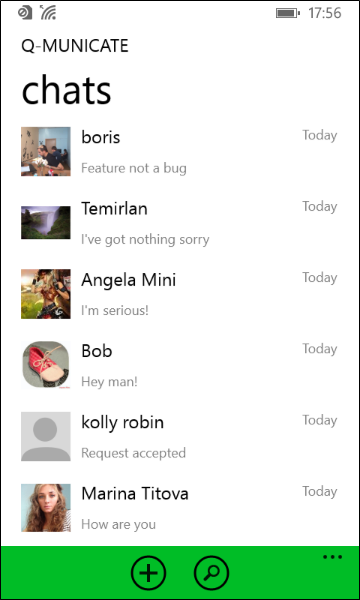 17:56
Q-MUNICATE
chats
boris Today
Feature not a bug
Temirlan Today
I've got nothing sorry
Angela Mini Today
I'm serious!
Bob Today
Hey man!
kolly robin Today
Request accepted
Marina Titova Today
How are you